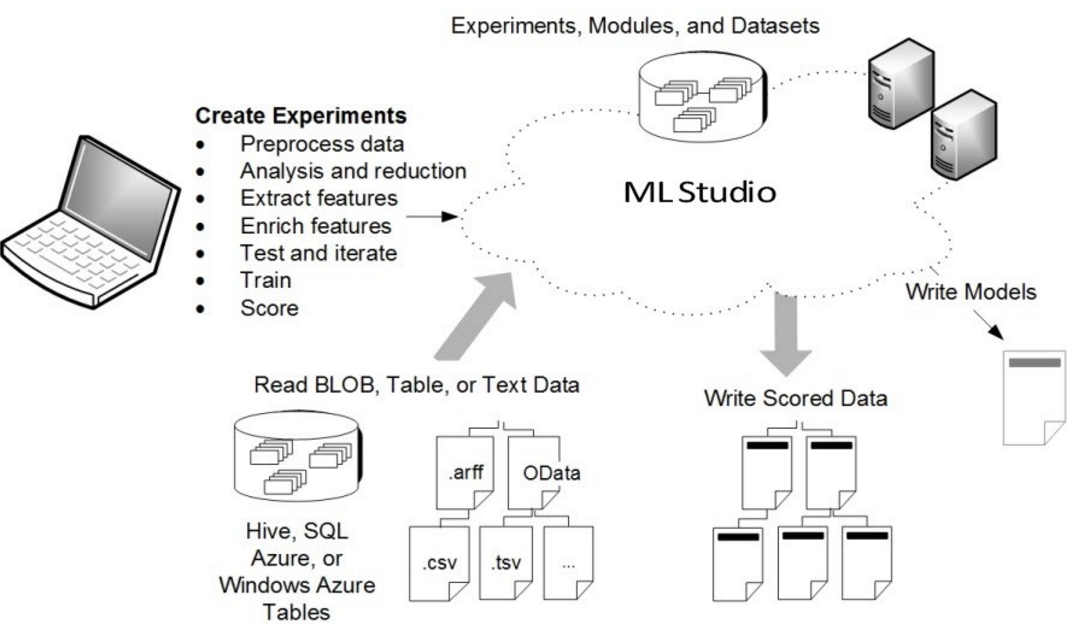 Experiments, Modules, and Datasets
Create Experiments
• Preprocess data
• Analysis and reduction
• Extract features
• Enrich features
• Test and iterate
• Train
• Score
ML Studio
Write Models
Read BLOB, Table, or Text Data
Write Scored Data
.arff
OData
.csv
.tsv
...
Hive, SQL
Azure, or
Windows Azure
Tables